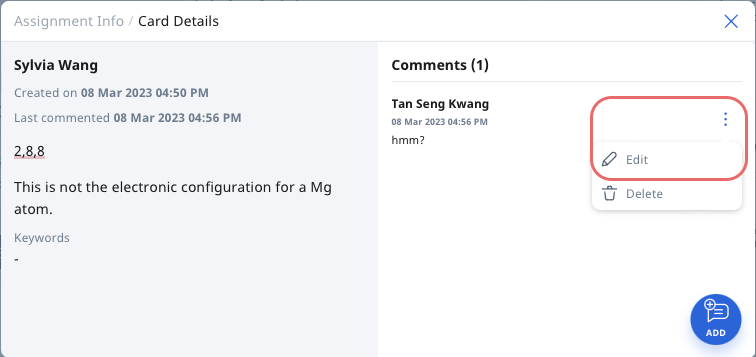 Assignment Info / Card Details
Sylvia Wang
Created on 08 Mar 2023 04:50 PM
Last commented 08 Mar 2023 04:56 PM
2,8,8
This is not the electronic configuration for a Mg
atom.
Keywords
-
Comments (1)
Tan Seng Kwang
08 Mar 2023 04:56 PM
hmm?
Edit
Delete
ADD